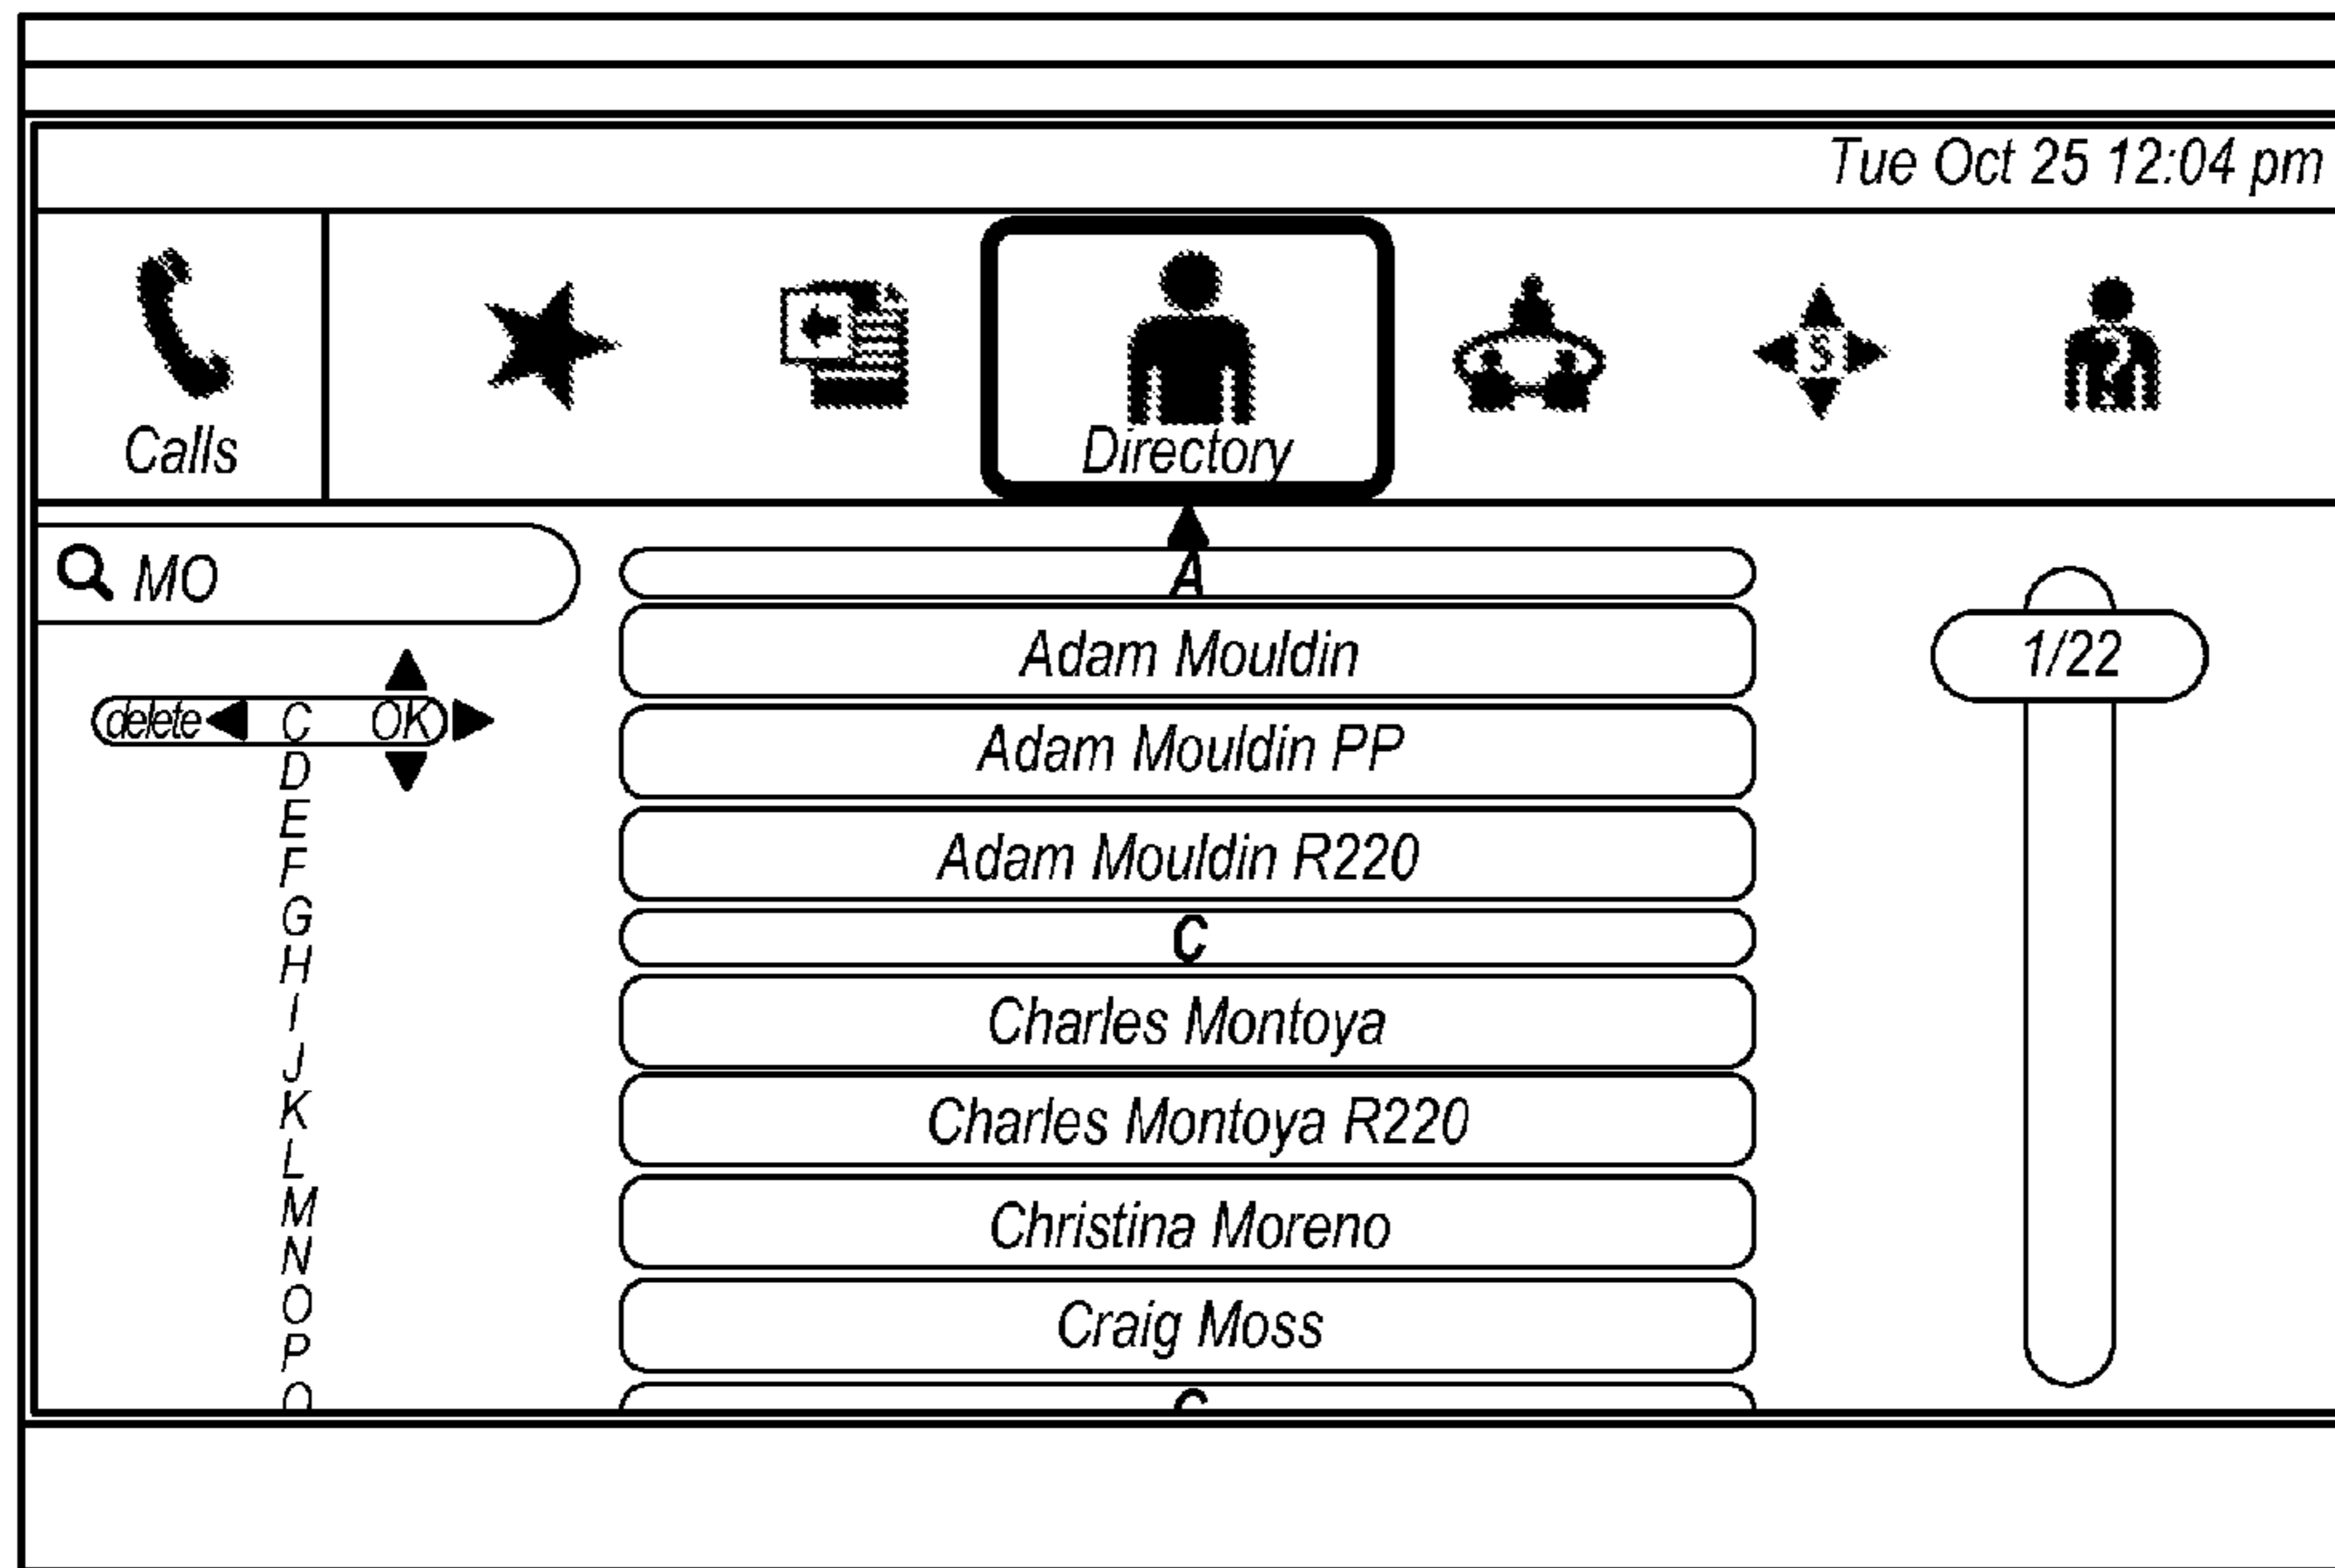 Tue Oct 25 12:04 pm
S
Calls
Directory
MO
delete C OK
D
E
F
G
H
I
J
K
L
M
N
O
P
A
Adam Mouldin
Adam Mouldin PP
Adam Mouldin R220
C
Charles Montoya
Charles Montoya R220
Christina Moreno
Craig Moss
1/22